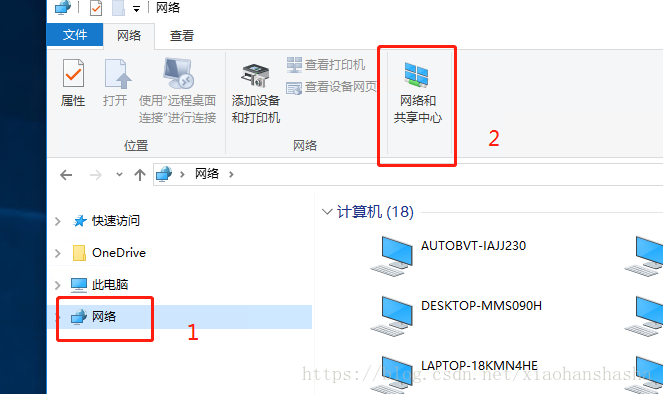 网络
文件
网络
查看
属性
打开
使用"远程桌面
连接"进行连接
位置
添加设备
和打印机
查看打印机
查看设备网页
网络
网络和
共享中心
2
网络
快速访问
OneDrive
此电脑
网络
1
计算机 (18)
AUTOBVT-IAJJ230
DESKTOP-MMS090H
LAPTOP-18KMN4HE
https://blog.csdn.net/xiaohanshasha